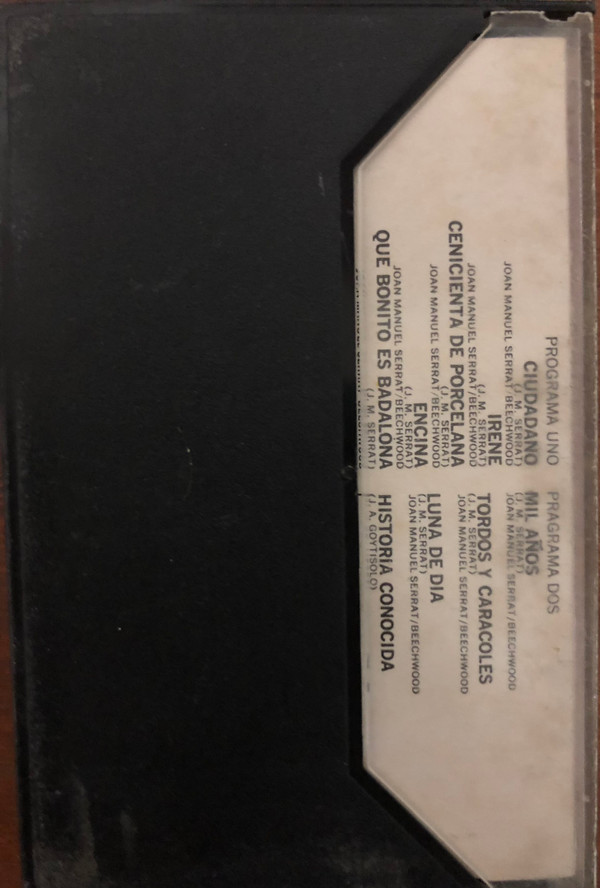 PROGRAMA UNO
CIUDADANO
(J. M. SERRAT)
JOAN MANUEL SERRAT BEECHWOOD
IRENE
(J. M. SERRAT)
JOAN MANUEL SERRAT/BEECHWOOD
CENICIENTA DE PORCELANA
(J. M. SERRAT)
JOAN MANUEL SERRAT/BEECHWOOD
ENCINA
(J. M. SERRAT)
JOAN MANUEL SERRAT/BEECHWOOD
QUE BONITO ES BADALONA
(J. M. SERRAT)
PRAGRAMA DOS
MIL AÑOS
(J. M. SERRAT)
JOAN MANUEL SERRAT/BEECHWOOD
TORDOS Y CARACOLES
(J. M. SERRAT)
JOAN MANUEL SERRAT/BEECHWOOD
LUNA DE DIA
(J. M. SERRAT)
JOAN MANUEL SERRAT/BEECHWOOD
HISTORIA CONOCIDA
(J. A. GOYTISOLO)